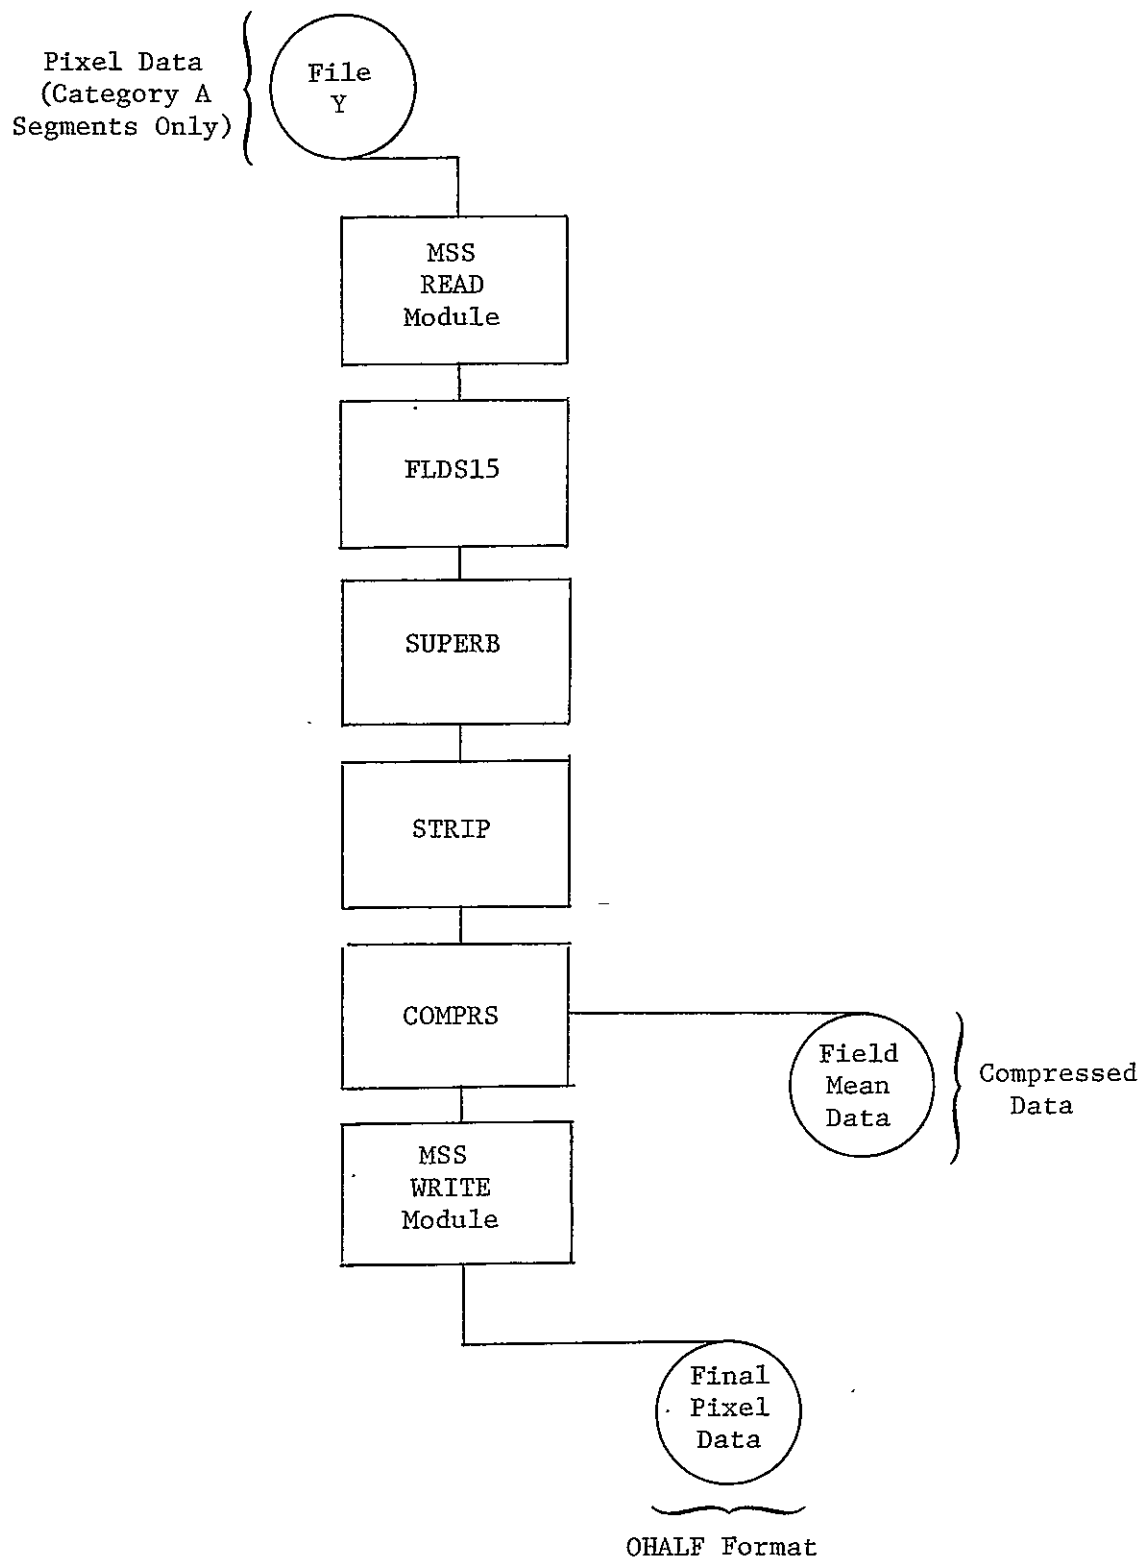 Pixel Data
(Category A
Segments Only)
File
Y
MSS
READ
Module
FLDS15
SUPERB
STRIP
COMPRS
Field
Mean
Data
Compressed
Data
MSS
WRITE
Module
Final
Pixel
Data
OHALF Format